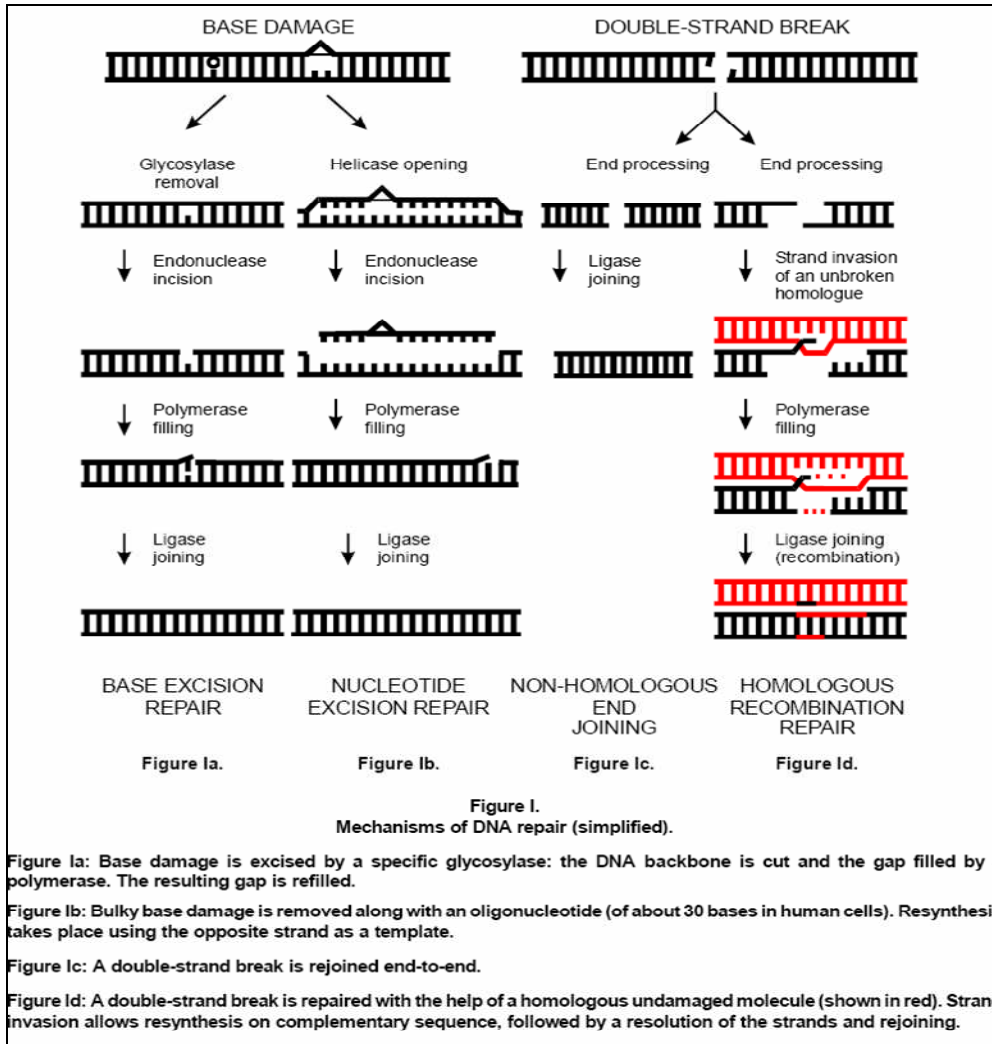 BASE DAMAGE
DOUBLE-STRAND BREAK
Glycosylase
removal
Helicase opening
End processing
End processing
Endonuclease
incision
Endonuclease
incision
Ligase
joining
Strand invasion
of an unbroken
homologue
Polymerase
filling
Polymerase
filling
Polymerase
filling
Ligase
joining
Ligase
joining
Ligase joining
(recombination)
BASE EXCISION
REPAIR
NUCLEOTIDE
EXCISION REPAIR
NON-HOMOLOGOUS
END
JOINING
HOMOLOGOUS
RECOMBINATION
REPAIR
Figure Ia.
Figure Ib.
Figure Ic.
Figure Id.
Figure I.
Mechanisms of DNA repair (simplified).
Figure Ia: Base damage is excised by a specific glycosylase: the DNA backbone is cut and the gap filled by
polymerase. The resulting gap is refilled.
Figure Ib: Bulky base damage is removed along with an oligonucleotide (of about 30 bases in human cells). Resynthesi
takes place using the opposite strand as a template.
Figure Ic: A double-strand break is rejoined end-to-end.
Figure Id: A double-strand break is repaired with the help of a homologous undamaged molecule (shown in red). Stran
invasion allows resynthesis on complementary sequence, followed by a resolution of the strands and rejoining.